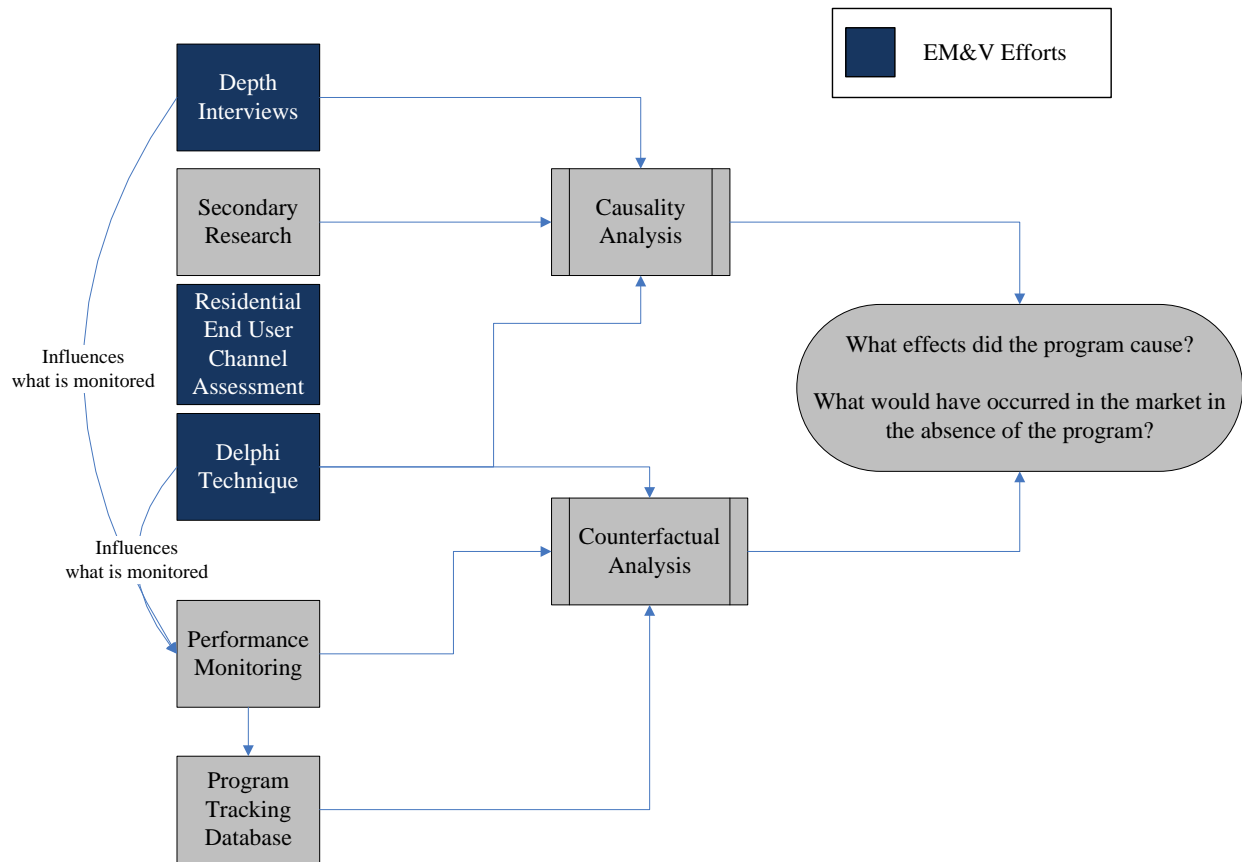 EM&V Efforts
Depth
Interviews
Secondary
Research
Causality
Analysis
Residential
End User
Channel
Assessment
Influences
what is monitored
What effects did the program cause?
What would have occurred in the market in
the absence of the program?
Delphi
Technique
Counterfactual
Analysis
Influences
what is monitored
Performance
Monitoring
Program
Tracking
Database